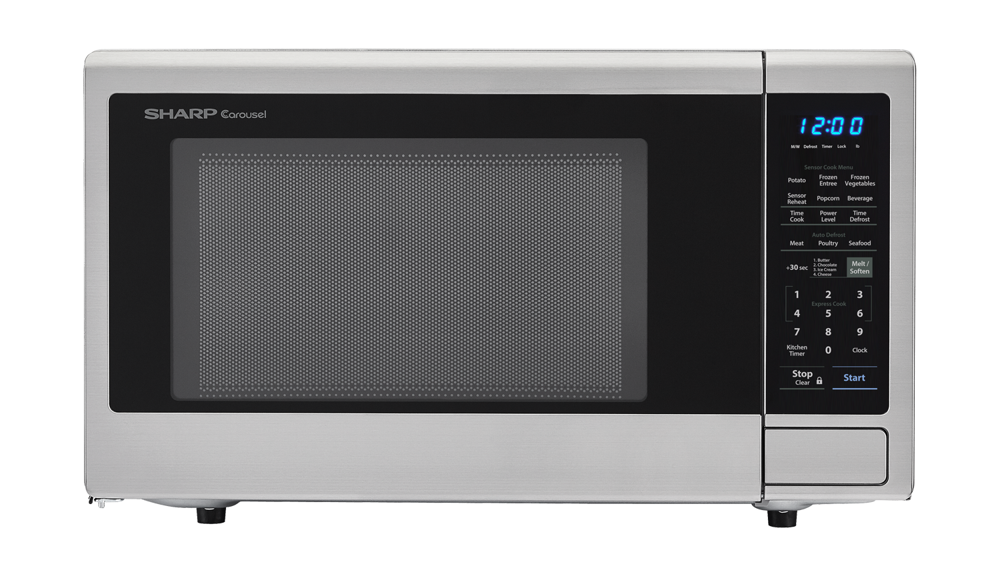 SHARP Carousel
12:00
M/W Defrost Timer Lock lb
Sensor Cook Menu
Potato
Frozen
Entree
Frozen
Vegetables
Sensor
Reheat
Popcorn
Beverage
Time
Cook
Power
Level
Time
Defrost
Auto Defrost
Meat
Poultry
Seafood
+30 sec
1. Butter
2. Chocolate
3. Ice Cream
4. Cheese
Melt /
Soften
1 2 3
Express Cook
4 5 6
7 8 9
Kitchen
Timer
0
Clock
Stop
Clear
Start